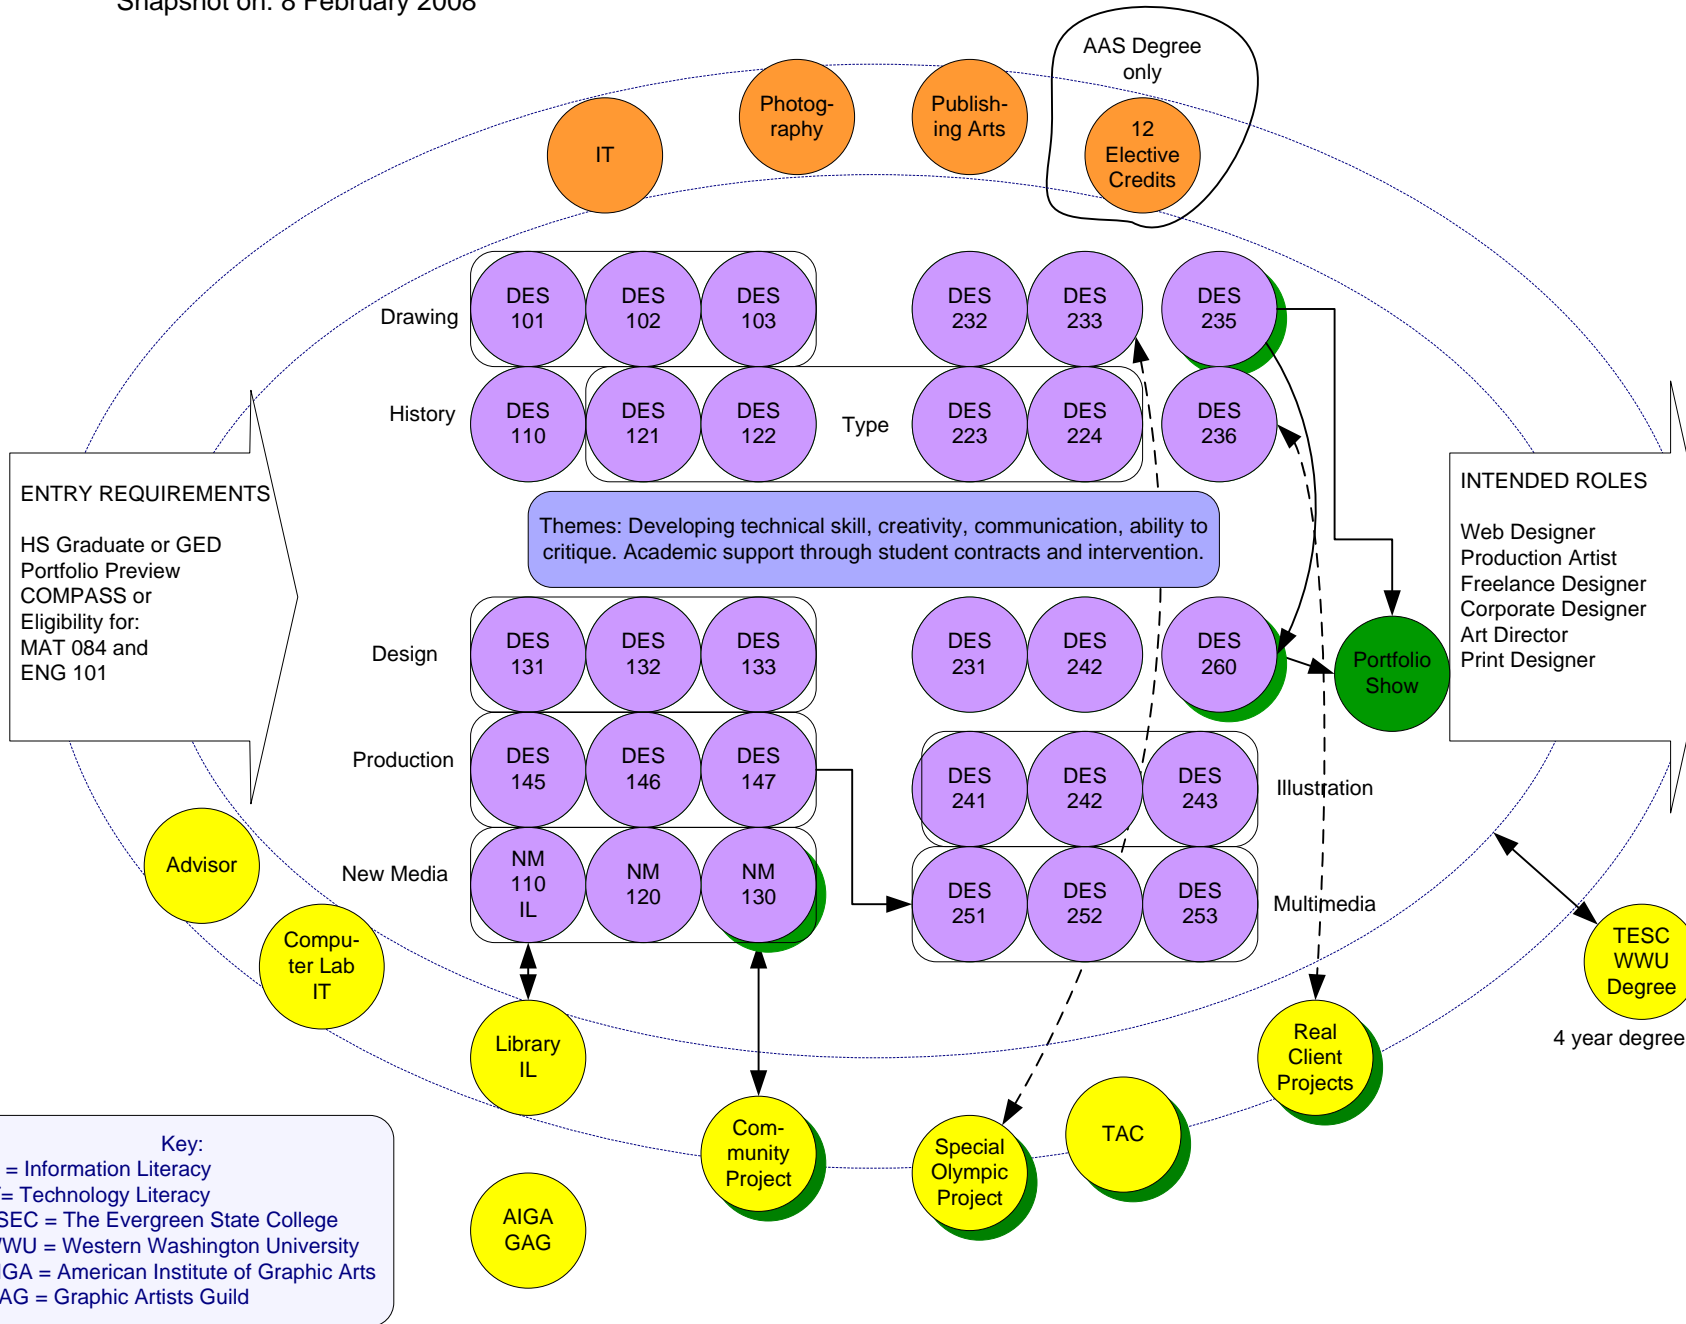 Snapshot on: 8 February 2008
AAS Degree
only
IT
Photog-
raphy
Publish-
ing Arts
12
Elective
Credits
Drawing
DES
101
DES
102
DES
103
DES
232
DES
233
DES
235
History
DES
110
DES
121
DES
122
Type
DES
223
DES
224
DES
236
ENTRY REQUIREMENTS
HS Graduate or GED
Portfolio Preview
COMPASS or
Eligibility for:
MAT 084 and
ENG 101
Themes: Developing technical skill, creativity, communication, ability to
critique. Academic support through student contracts and intervention.
INTENDED ROLES
Web Designer
Production Artist
Freelance Designer
Corporate Designer
Art Director
Print Designer
Design
DES
131
DES
132
DES
133
DES
231
DES
242
DES
260
Portfolio
Show
Production
DES
145
DES
146
DES
147
DES
241
DES
242
DES
243
Illustration
New Media
NM
110
IL
NM
120
NM
130
DES
251
DES
252
DES
253
Multimedia
Advisor
Compu-
ter Lab
IT
Library
IL
Com-
munity
Project
Special
Olympic
Project
TAC
Real
Client
Projects
TESC
WWU
Degree
4 year degree
AIGA
GAG
Key:
= Information Literacy
= Technology Literacy
SEC = The Evergreen State College
WWU = Western Washington University
IGA = American Institute of Graphic Arts
AG = Graphic Artists Guild